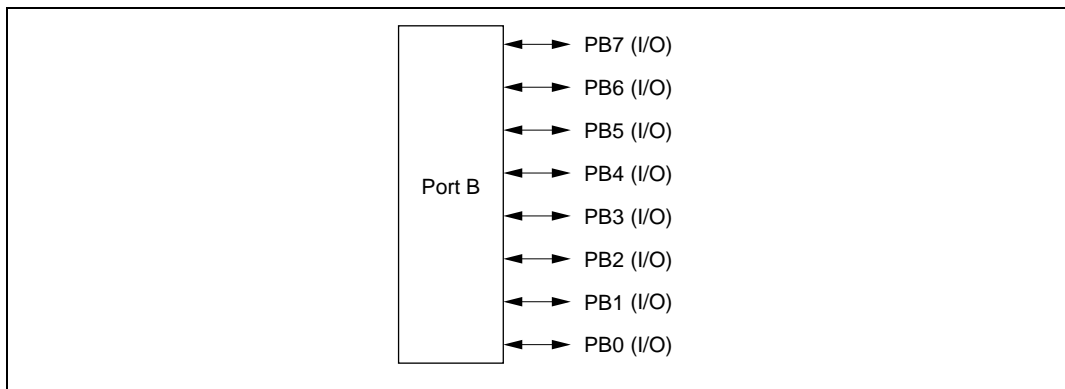 PB7 (I/O)
PB6 (I/O)
PB5 (I/O)
Port B
PB4 (I/O)
PB3 (I/O)
PB2 (I/O)
PB1 (I/O)
PB0 (I/O)